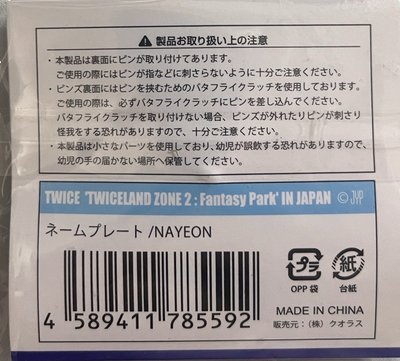 製品お取り扱い上の注意
・本製品は裏面にピンが取り付けてあります。
ご使用の際にはピンが指などに刺さらないように十分ご注意ください。
・ピンズ裏面にはピンを挟むためのバタフライクラッチを使用しております。
ご使用の際は、必ずバタフライクラッチにピンを差し込んでください。
バタフライクラッチを取り付けない場合、ピンズが外れたりピンが刺さり
怪我をする恐れがありますので、十分ご注意ください。
・本製品は小さなパーツを使用しており、幼児が誤飲する恐れがありますので、
幼児の手の届かない場所へ保管してください。
TWICE 'TWICELAND ZONE 2 : Fantasy Park' IN JAPAN © JYP
ネームプレート/NAYEON
プラ
OPP 袋
紙
台紙
4 589411 785592
MADE IN CHINA
販売元：（株）クオラス